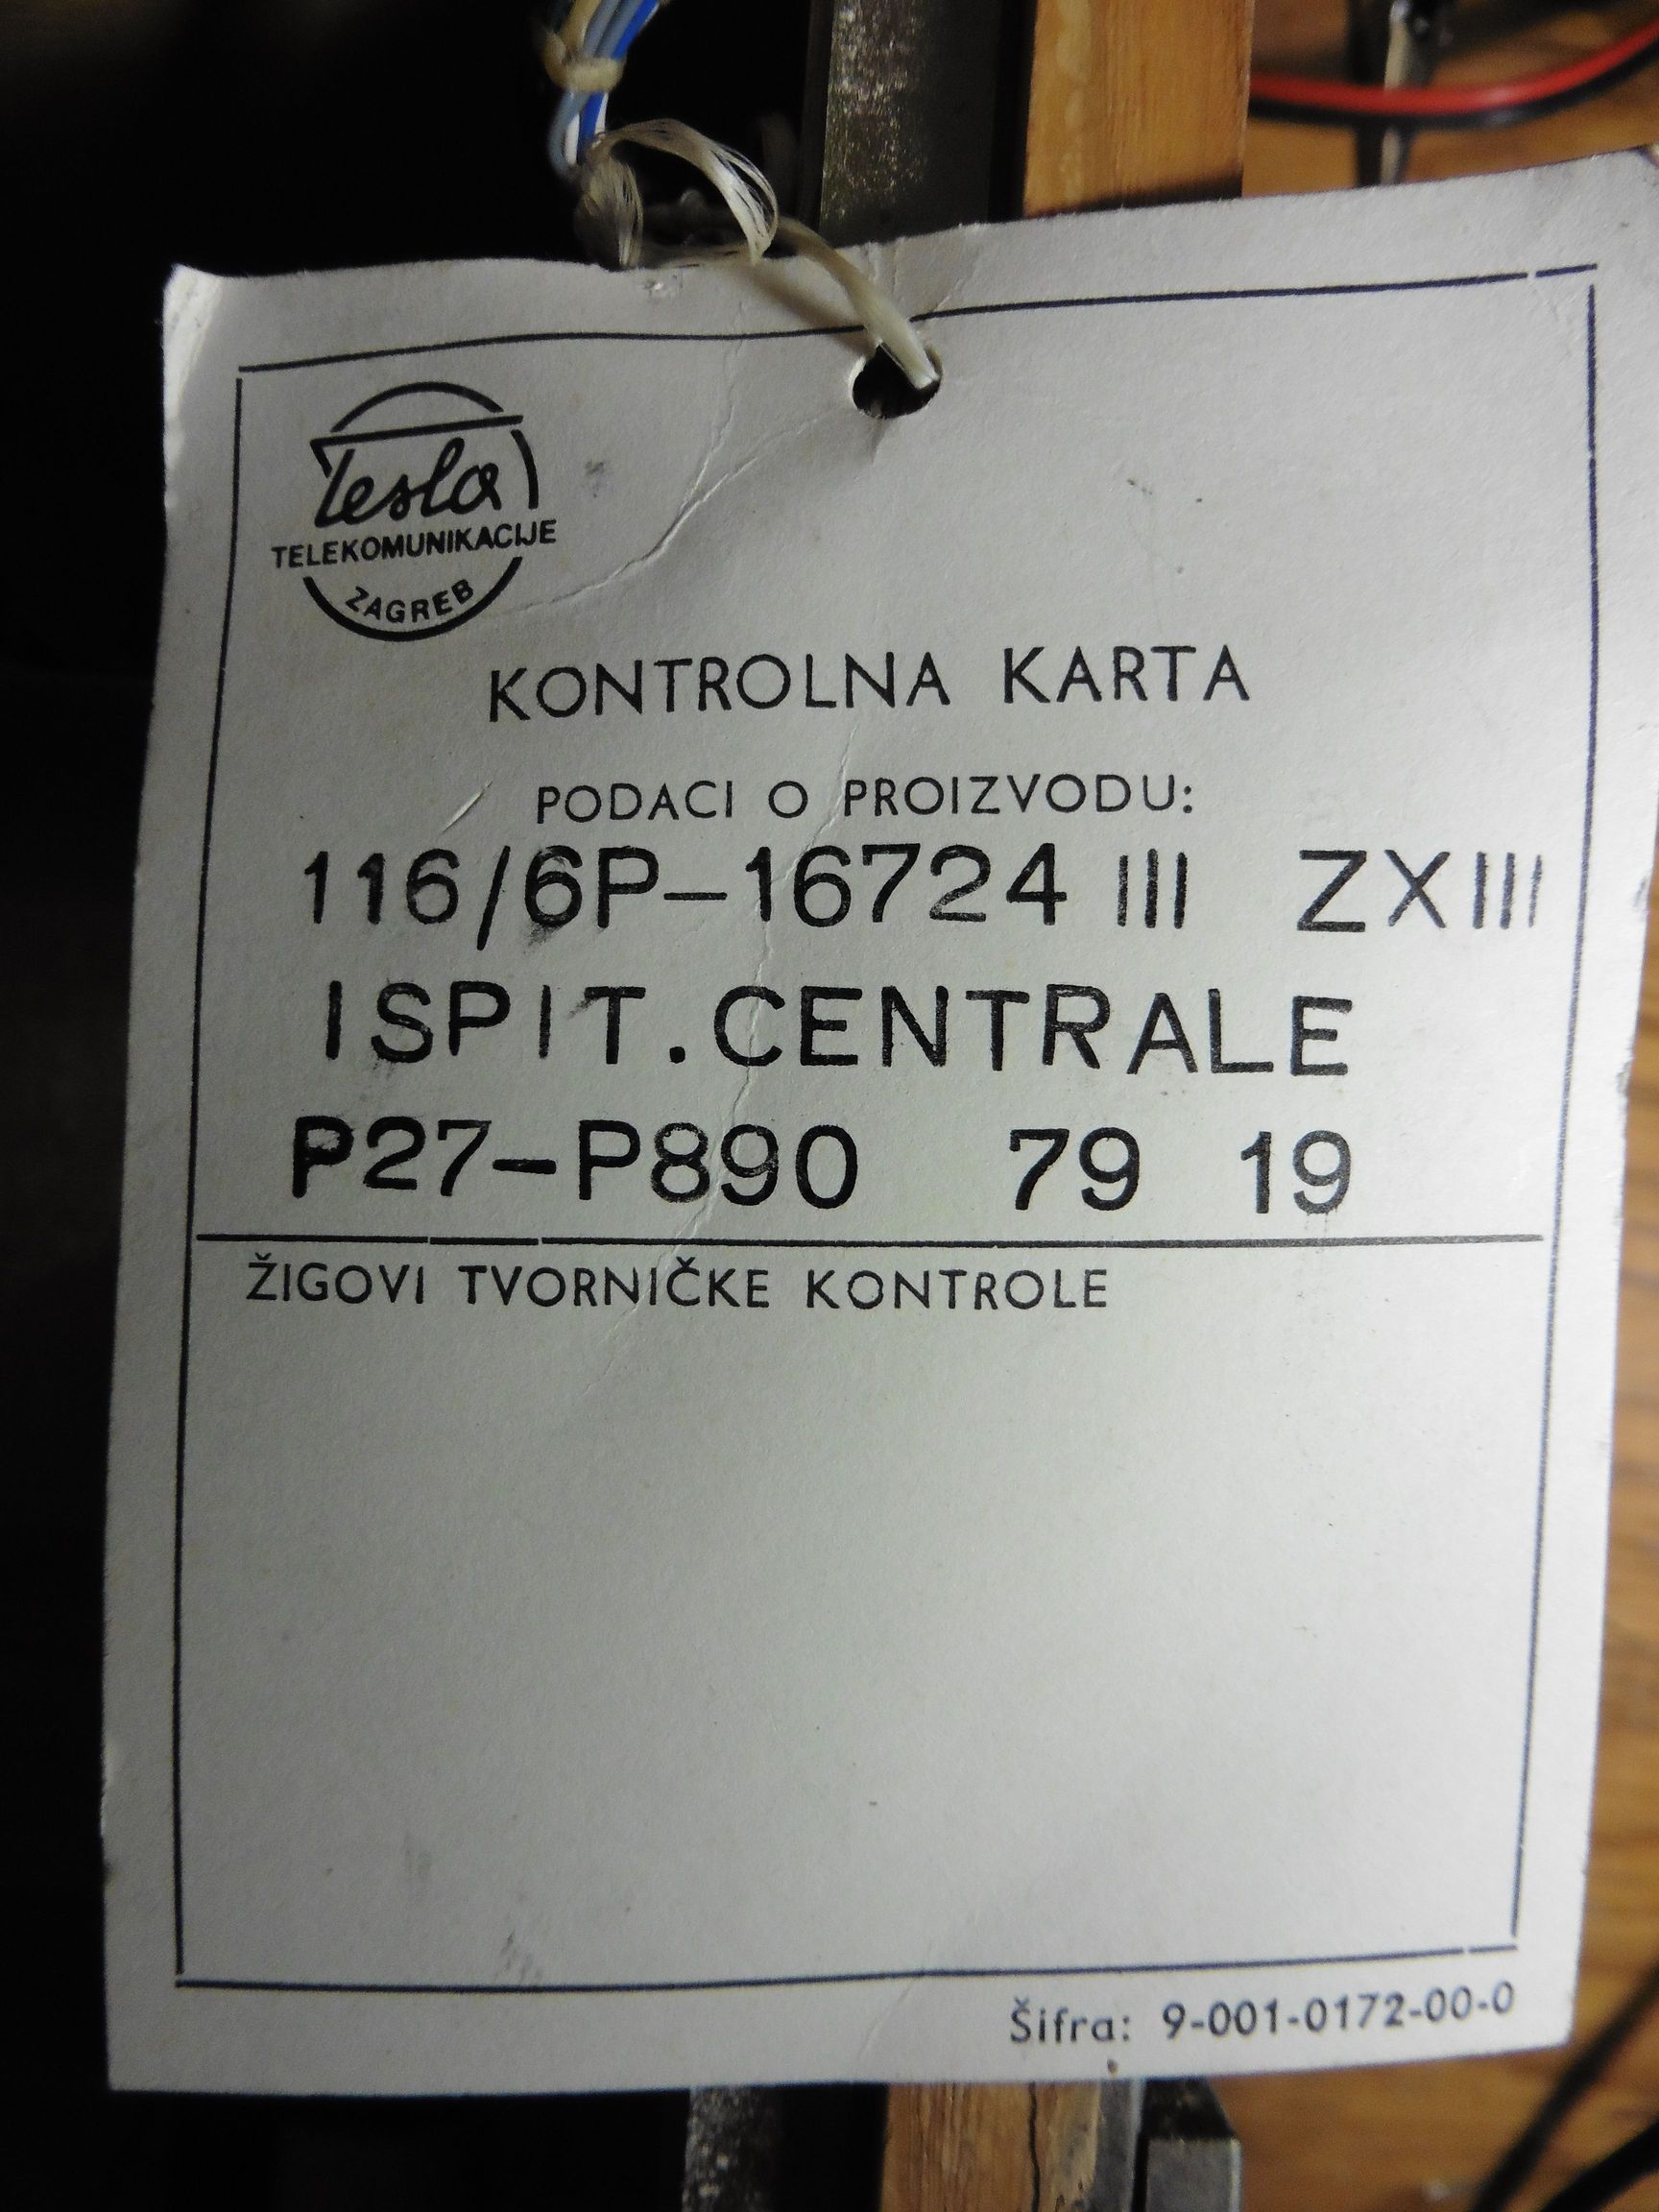 Tesla
TELEKOMUNIKACIJE
ZAGREB
KONTROLNA KARTA
PODACI O PROIZVODU:
116/6P-16724 III ZXIII
ISPIT.CENTRALE
P27-P890 79 19
ŽIGOVI TVORNIČKE KONTROLE
Šifra: 9-001-0172-00-0